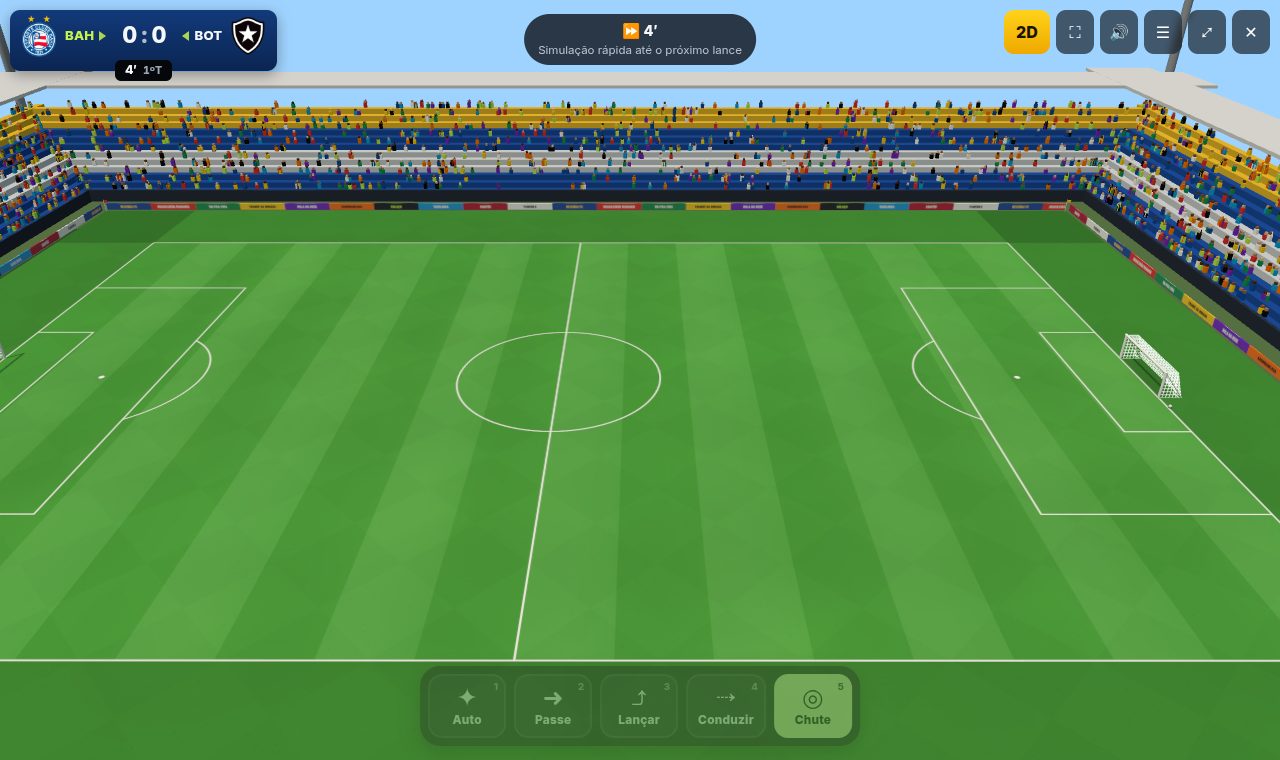 BAH 0:0 BOT
4′ 1ºT
⏩ 4′
Simulação rápida até o próximo lance
2D
1
Auto
2
Passe
3
Lançar
4
Conduzir
5
Chute